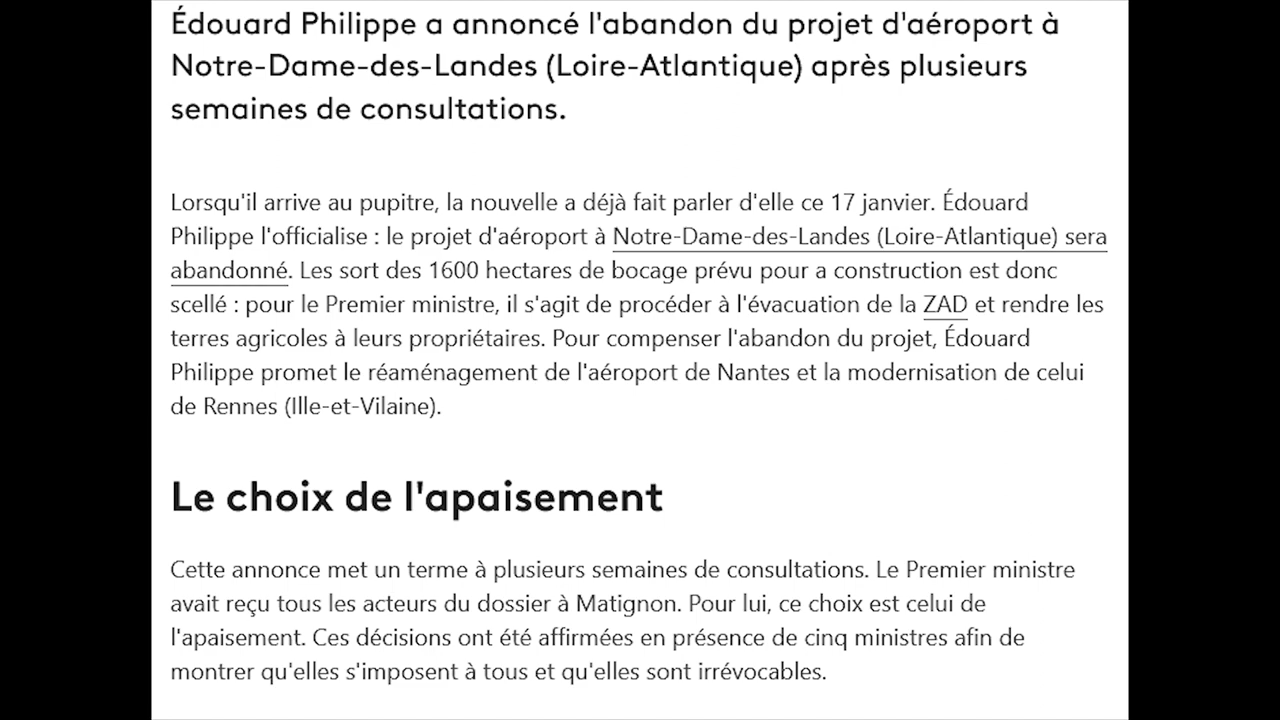 Édouard Philippe a annoncé l'abandon du projet d'aéroport à
Notre-Dame-des-Landes (Loire-Atlantique) après plusieurs
semaines de consultations.
Lorsqu'il arrive au pupitre, la nouvelle a déjà fait parler d'elle ce 17 janvier. Édouard
Philippe l'officialise : le projet d'aéroport à Notre-Dame-des-Landes (Loire-Atlantique) sera
abandonné. Les sort des 1600 hectares de bocage prévu pour a construction est donc
scellé : pour le Premier ministre, il s'agit de procéder à l'évacuation de la ZAD et rendre les
terres agricoles à leurs propriétaires. Pour compenser l'abandon du projet, Édouard
Philippe promet le réaménagement de l'aéroport de Nantes et la modernisation de celui
de Rennes (Ille-et-Vilaine).
Le choix de l'apaisement
Cette annonce met un terme à plusieurs semaines de consultations. Le Premier ministre
avait reçu tous les acteurs du dossier à Matignon. Pour lui, ce choix est celui de
l'apaisement. Ces décisions ont été affirmées en présence de cinq ministres afin de
montrer qu'elles s'imposent à tous et qu'elles sont irrévocables.